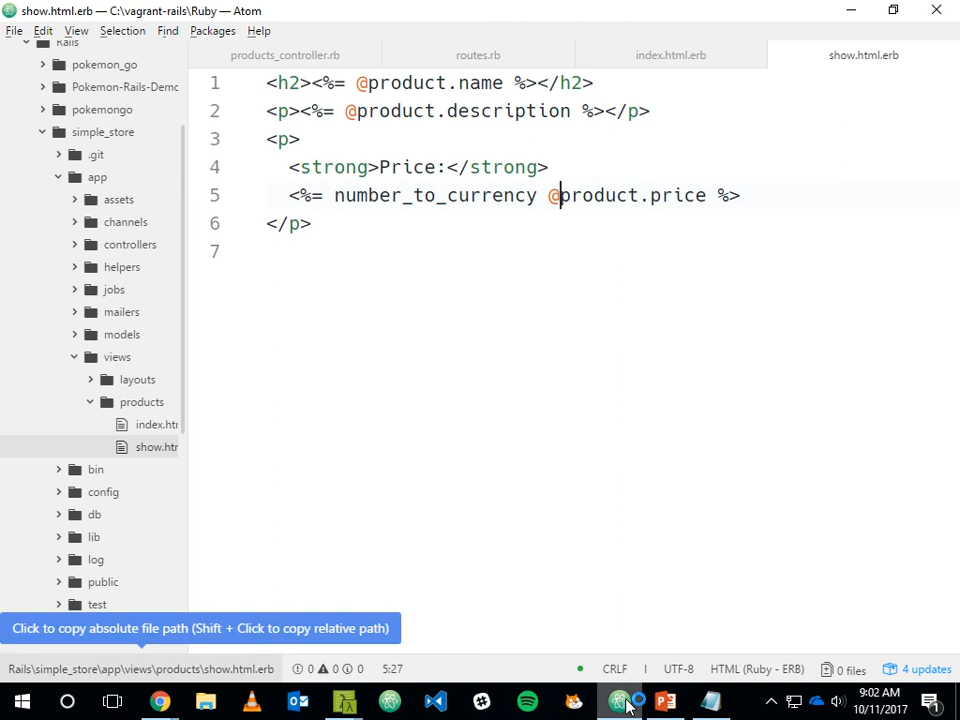 show.html.erb — C:\vagrant-rails\Ruby — Atom
File Edit View Selection Find Packages Help
Rails
pokemon_go
Pokemon-Rails-Demo
pokemongo
simple_store
.git
app
assets
channels
controllers
helpers
jobs
mailers
models
views
layouts
products
index.htm
show.htm
bin
config
db
lib
log
public
test
products_controller.rb routes.rb index.html.erb show.html.erb
1 <h2><%= @product.name %></h2>
2 <p><%= @product.description %></p>
3 <p>
4 <strong>Price:</strong>
5 <%= number_to_currency @product.price %>
6 </p>
7
Click to copy absolute file path (Shift + Click to copy relative path)
Rails\simple_store\app\views\products\show.html.erb 0 0 0 5:27 CRLF UTF-8 HTML (Ruby - ERB) 0 files 4 updates
9:02 AM
10/11/2017
1